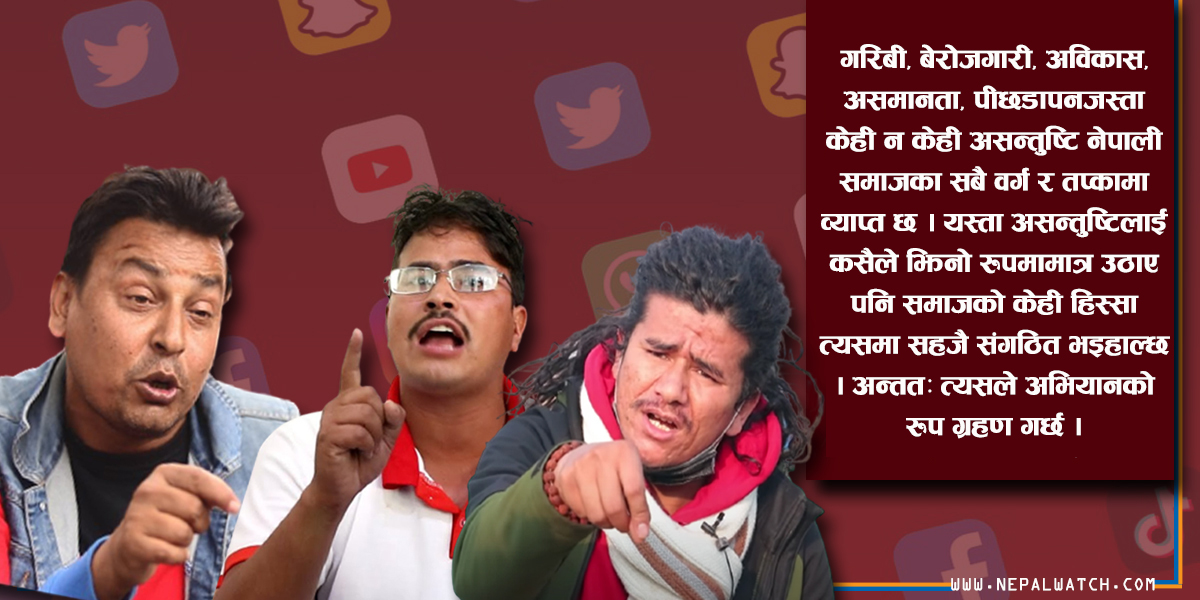 गरिबी, बेरोजगारी, अविकास,
असमानता, पीछडापनजस्ता
केही न केही असन्तुष्टि नेपाली
समाजका सबै वर्ग र तप्कामा
व्याप्त छ । यस्ता असन्तुष्टिलाई
कसैले झिनो रुपमामात्र उठाए
पनि समाजको केही हिस्सा
त्यसमा सहजै संगठित भइहाल्छ
। अन्ततः त्यसले अभियानको
रुप ग्रहण गर्छ ।
WWW.NEPALWATCH.COM